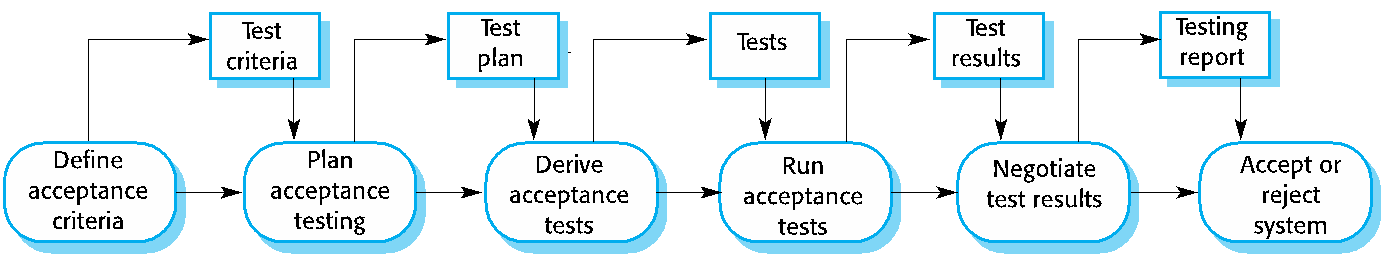 Test
criteria
Test
plan
Tests
Test
results
Testing
report
Define
acceptance
criteria
Plan
acceptance
testing
Derive
acceptance
tests
Run
acceptance
tests
Negotiate
test results
Accept or
reject
system